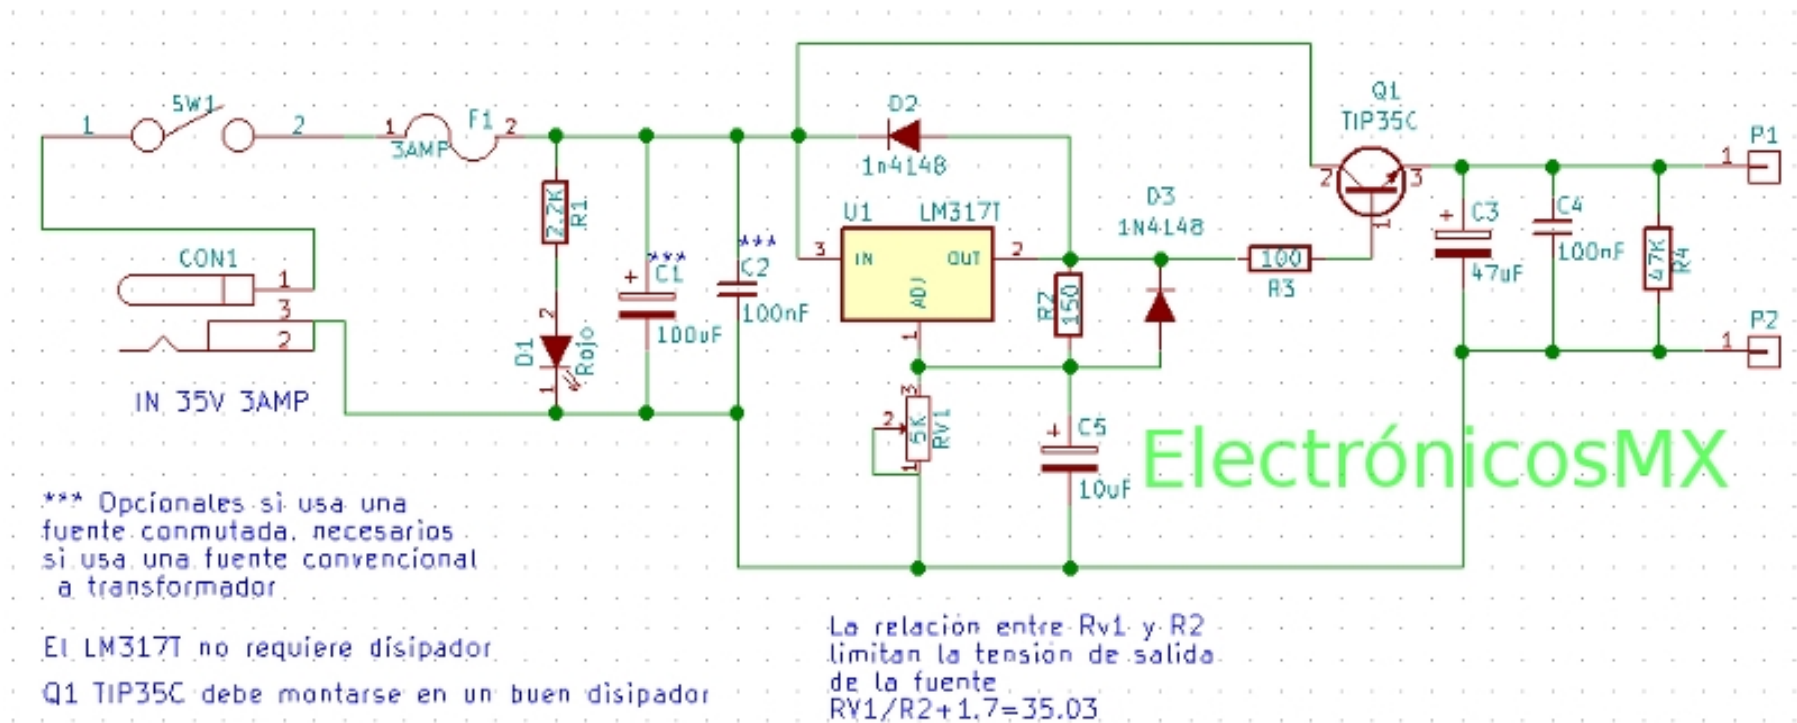 SW1
1
2
1
3AMP
F1
2
CON1
1
3
2
IN 35V 3AMP
2.2K
R1
2
D1
1
Rojo
***
+
C1
100uF
***
C2
100nF
D2
1n4148
U1
LM317T
3
IN
OUT
2
ADJ
1
R2
150
D3
1N4148
100
R3
Q1
TIP35C
2
3
1
3
2
5K
RV1
1
+
C5
10uF
+
C3
47uF
C4
100nF
47K
R4
1
P1
1
P2
ElectrónicosMX
*** Opcionales si usa una
fuente conmutada, necesarios
si usa una fuente convencional
a transformador
El LM317T no requiere disipador
Q1 TIP35C debe montarse en un buen disipador
La relación entre Rv1 y R2
limitan la tensión de salida
de la fuente
RV1/R2+1.7=35.03